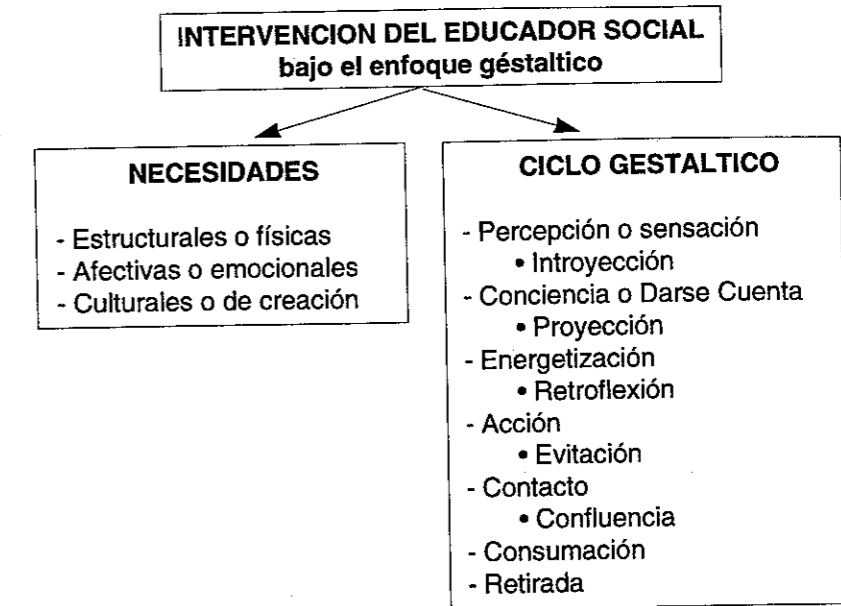 INTERVENCION DEL EDUCADOR SOCIAL
bajo el enfoque géstaltico
NECESIDADES
- Estructurales o físicas
- Afectivas o emocionales
- Culturales o de creación
CICLO GESTALTICO
- Percepción o sensación
• Introyección
- Conciencia o Darse Cuenta
• Proyección
- Energetización
• Retroflexión
- Acción
• Evitación
- Contacto
• Confluencia
- Consumación
- Retirada